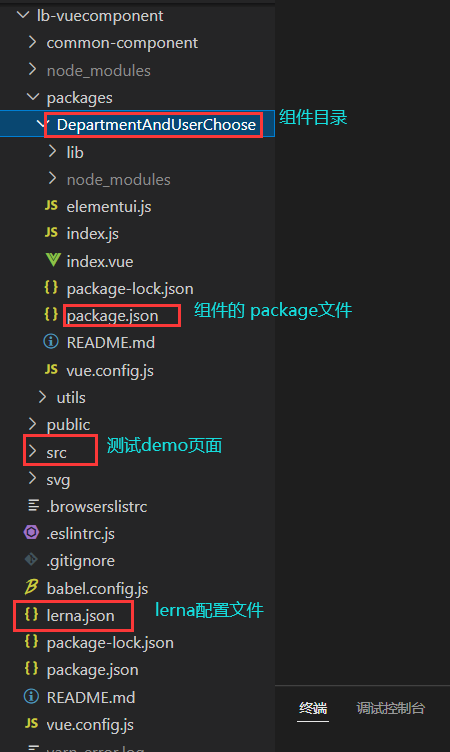 lb-vuecomponent
common-component
node_modules
packages
DepartmentAndUserChoose 组件目录
lib
node_modules
JS elementui.js
JS index.js
index.vue
{} package-lock.json
{} package.json 组件的 package文件
README.md
vue.config.js
utils
public
src 测试demo页面
svg
.browserslistrc
.eslintrc.js
.gitignore
babel.config.js
{} lerna.json lerna配置文件
{} package-lock.json
{} package.json
README.md
JS vue.config.js
yarn-error.log
终端 调试控制台